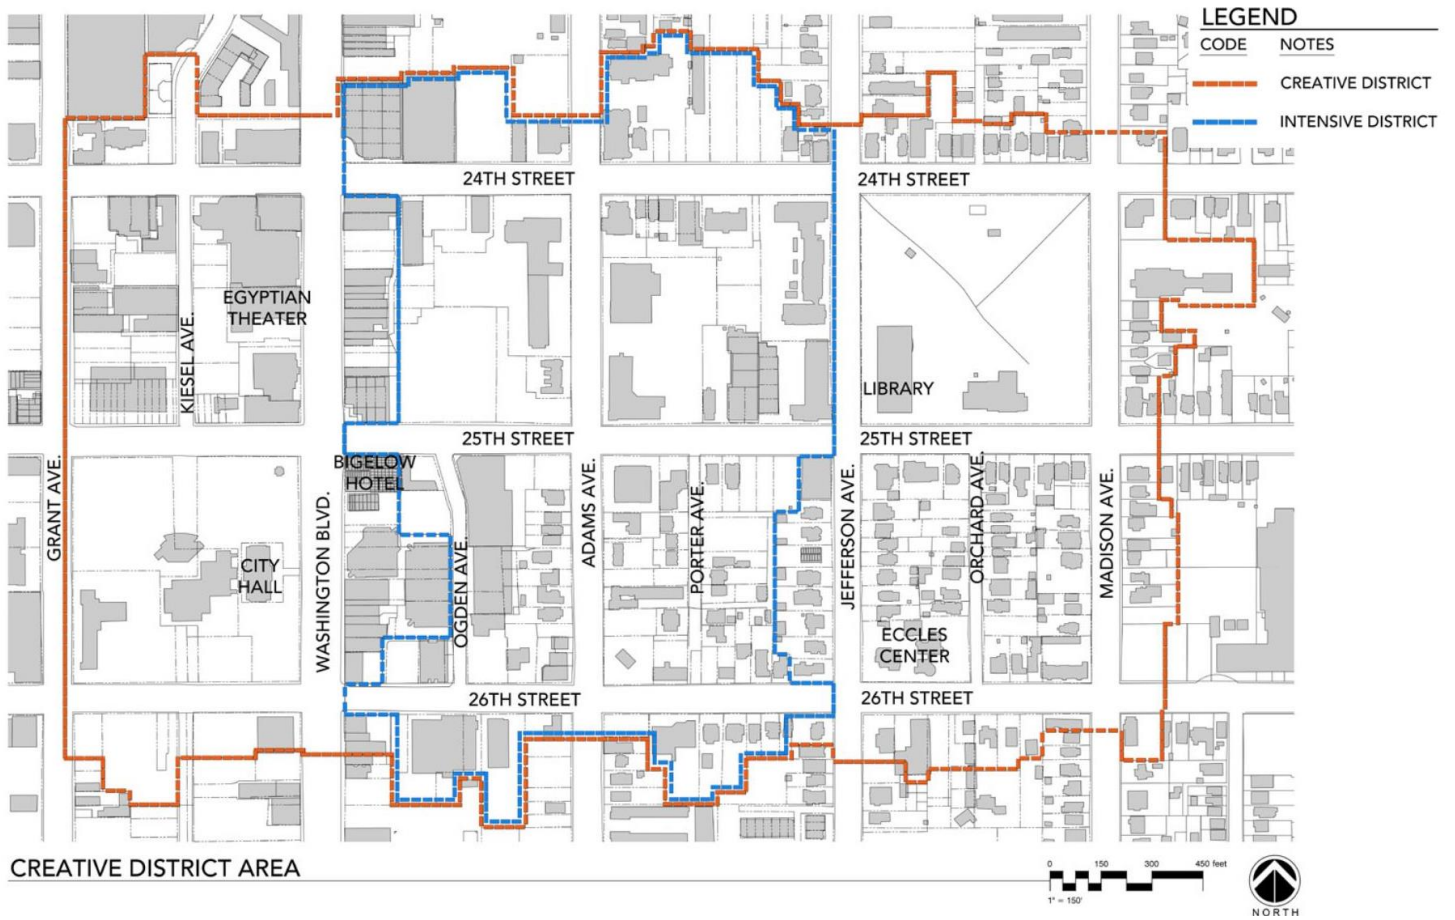 LEGEND
CODE NOTES
CREATIVE DISTRICT
INTENSIVE DISTRICT
24TH STREET
24TH STREET
EGYPTIAN
THEATER
KIESEL AVE.
LIBRARY
25TH STREET
25TH STREET
BIGELOW
HOTEL
GRANT AVE.
WASHINGTON BLVD.
CITY
HALL
OGDEN AVE.
ADAMS AVE.
PORTER AVE.
JEFFERSON AVE.
ORCHARD AVE.
MADISON AVE.
ECCLES
CENTER
26TH STREET
26TH STREET
CREATIVE DISTRICT AREA
0 150 300 450 feet
1" = 150'
NORTH